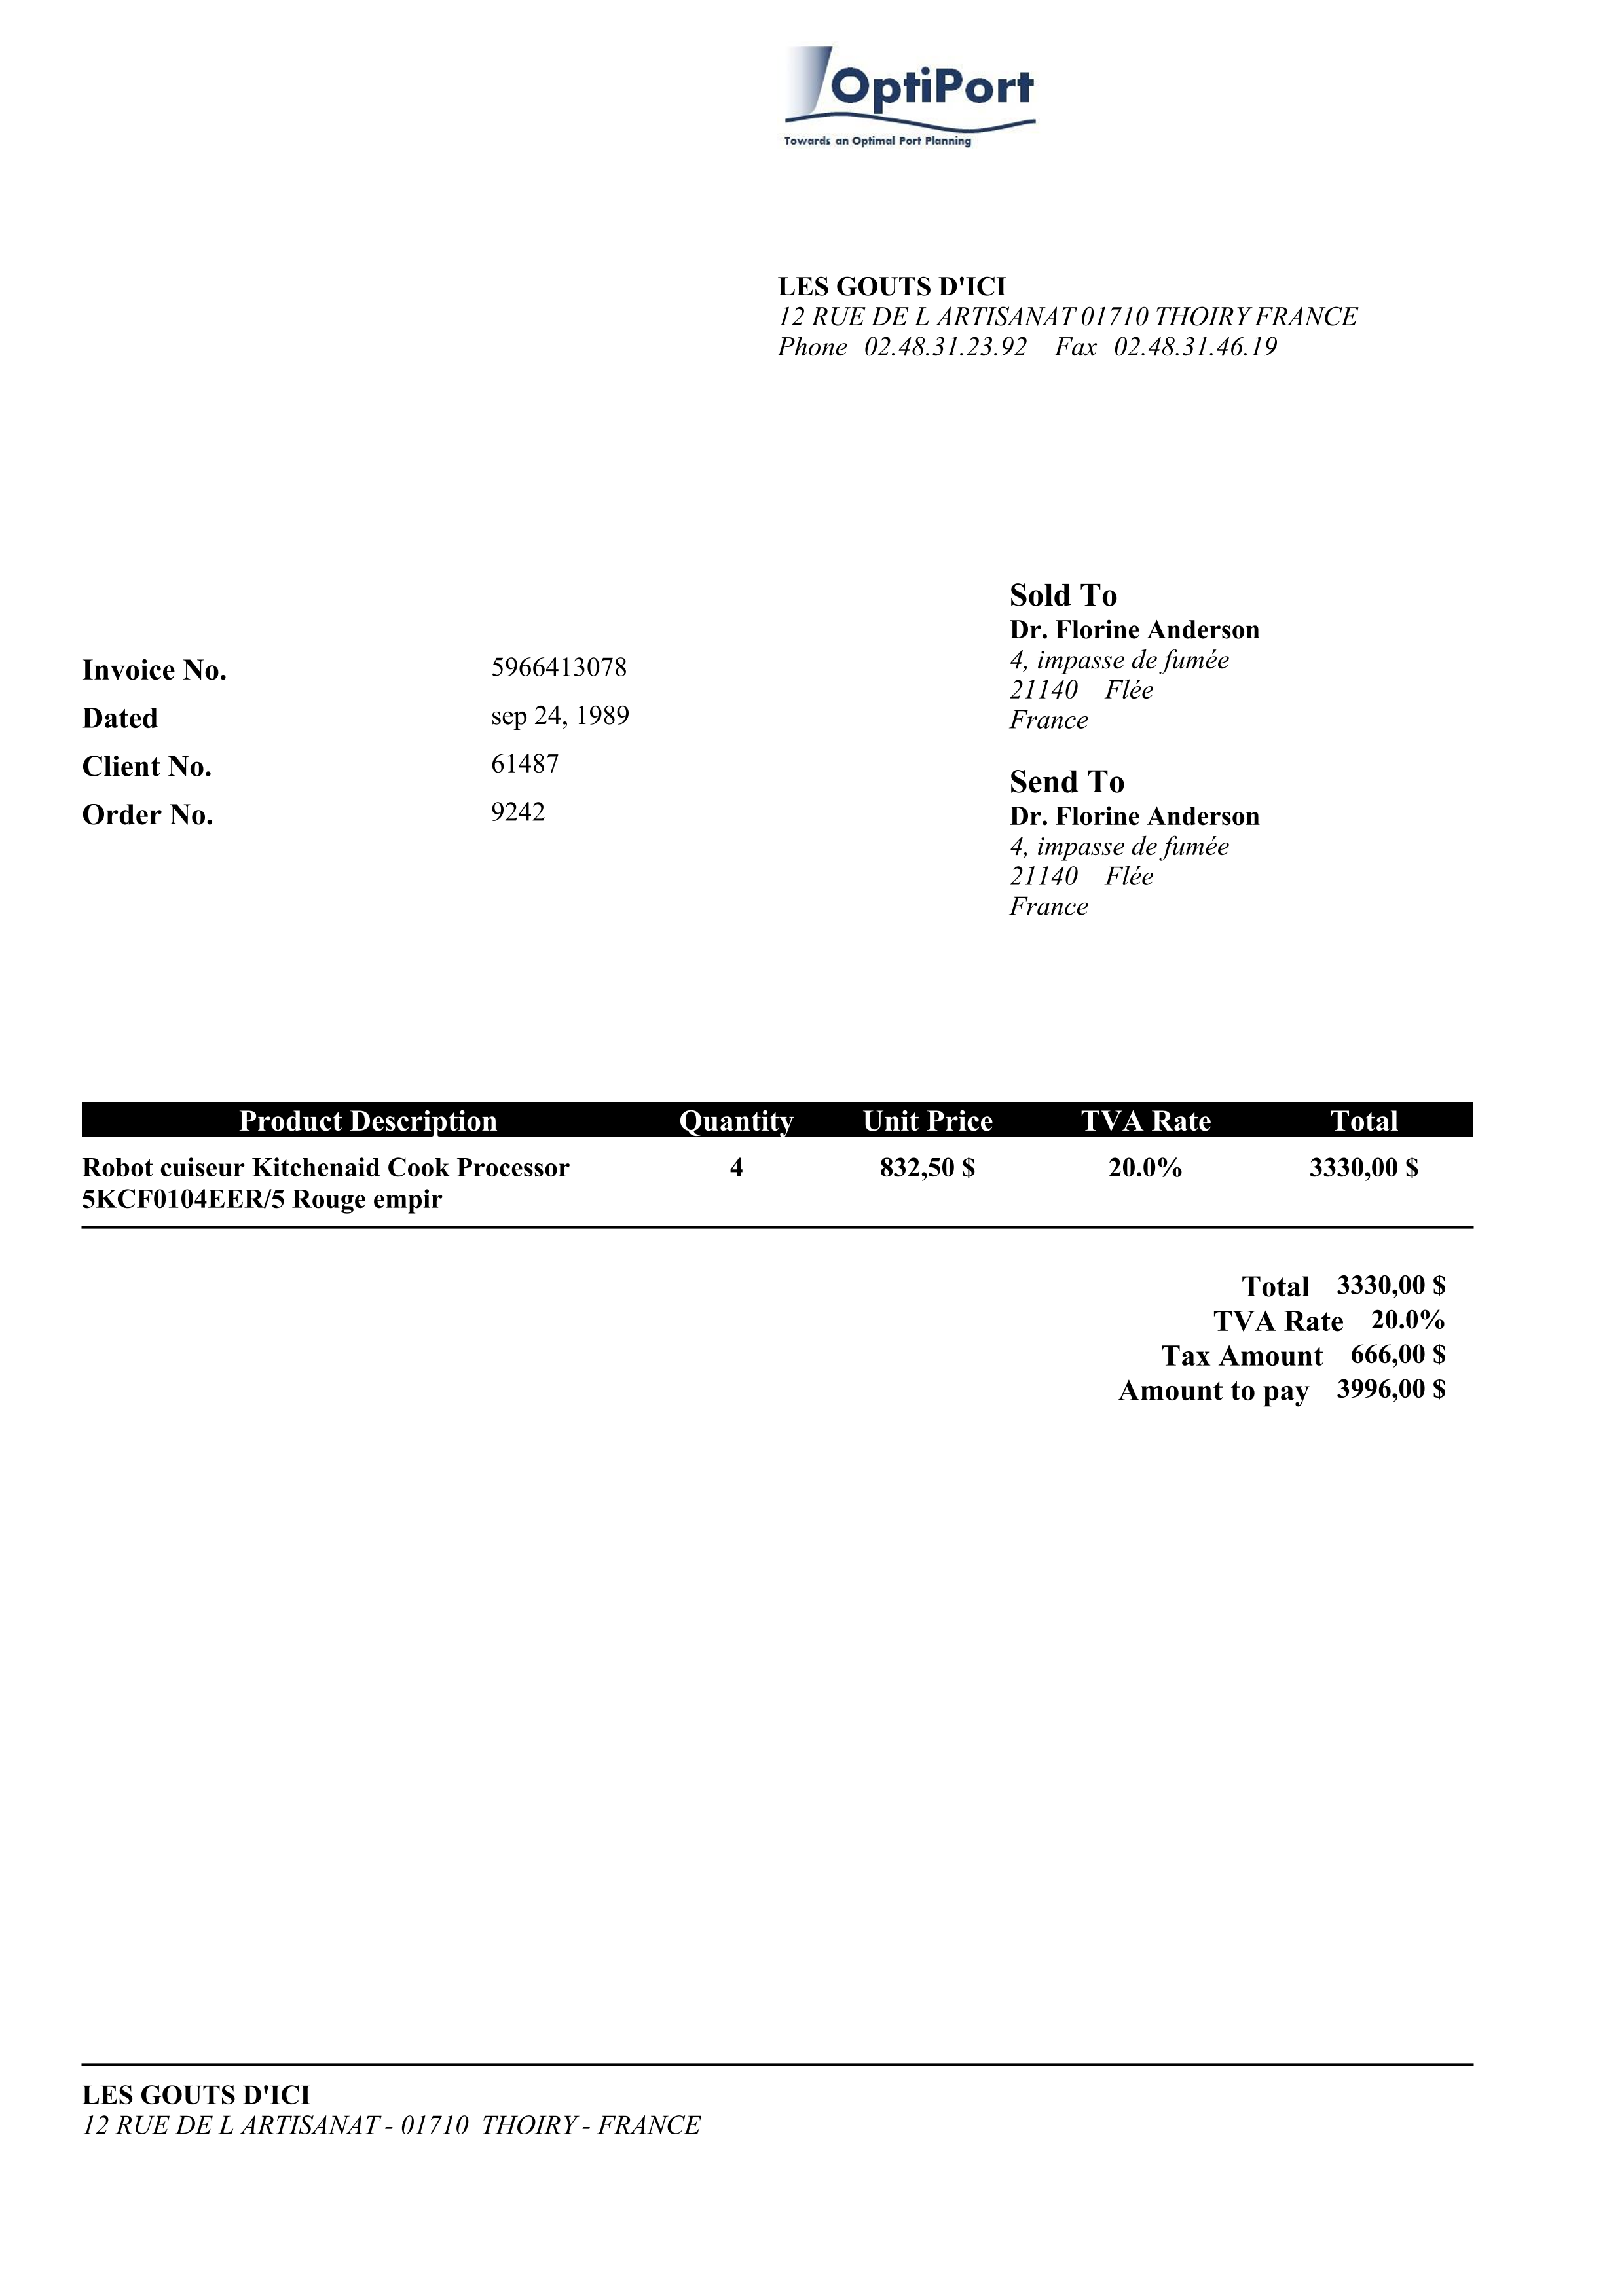 OptiPort
Towards an Optimal Port Planning
LES GOUTS D'ICI
12 RUE DE L ARTISANAT 01710 THOIRY FRANCE
Phone 02.48.31.23.92 Fax 02.48.31.46.19
Sold To
Dr. Florine Anderson
4, impasse de fumée
21140 Flée
France
Invoice No. 5966413078
Dated sep 24, 1989
Client No. 61487
Order No. 9242
Send To
Dr. Florine Anderson
4, impasse de fumée
21140 Flée
France
Product Description Quantity Unit Price TVA Rate Total
Robot cuiseur Kitchenaid Cook Processor 4 832,50 $ 20.0% 3330,00 $
5KCF0104EER/5 Rouge empir
Total 3330,00 $
TVA Rate 20.0%
Tax Amount 666,00 $
Amount to pay 3996,00 $
LES GOUTS D'ICI
12 RUE DE L ARTISANAT - 01710 THOIRY - FRANCE